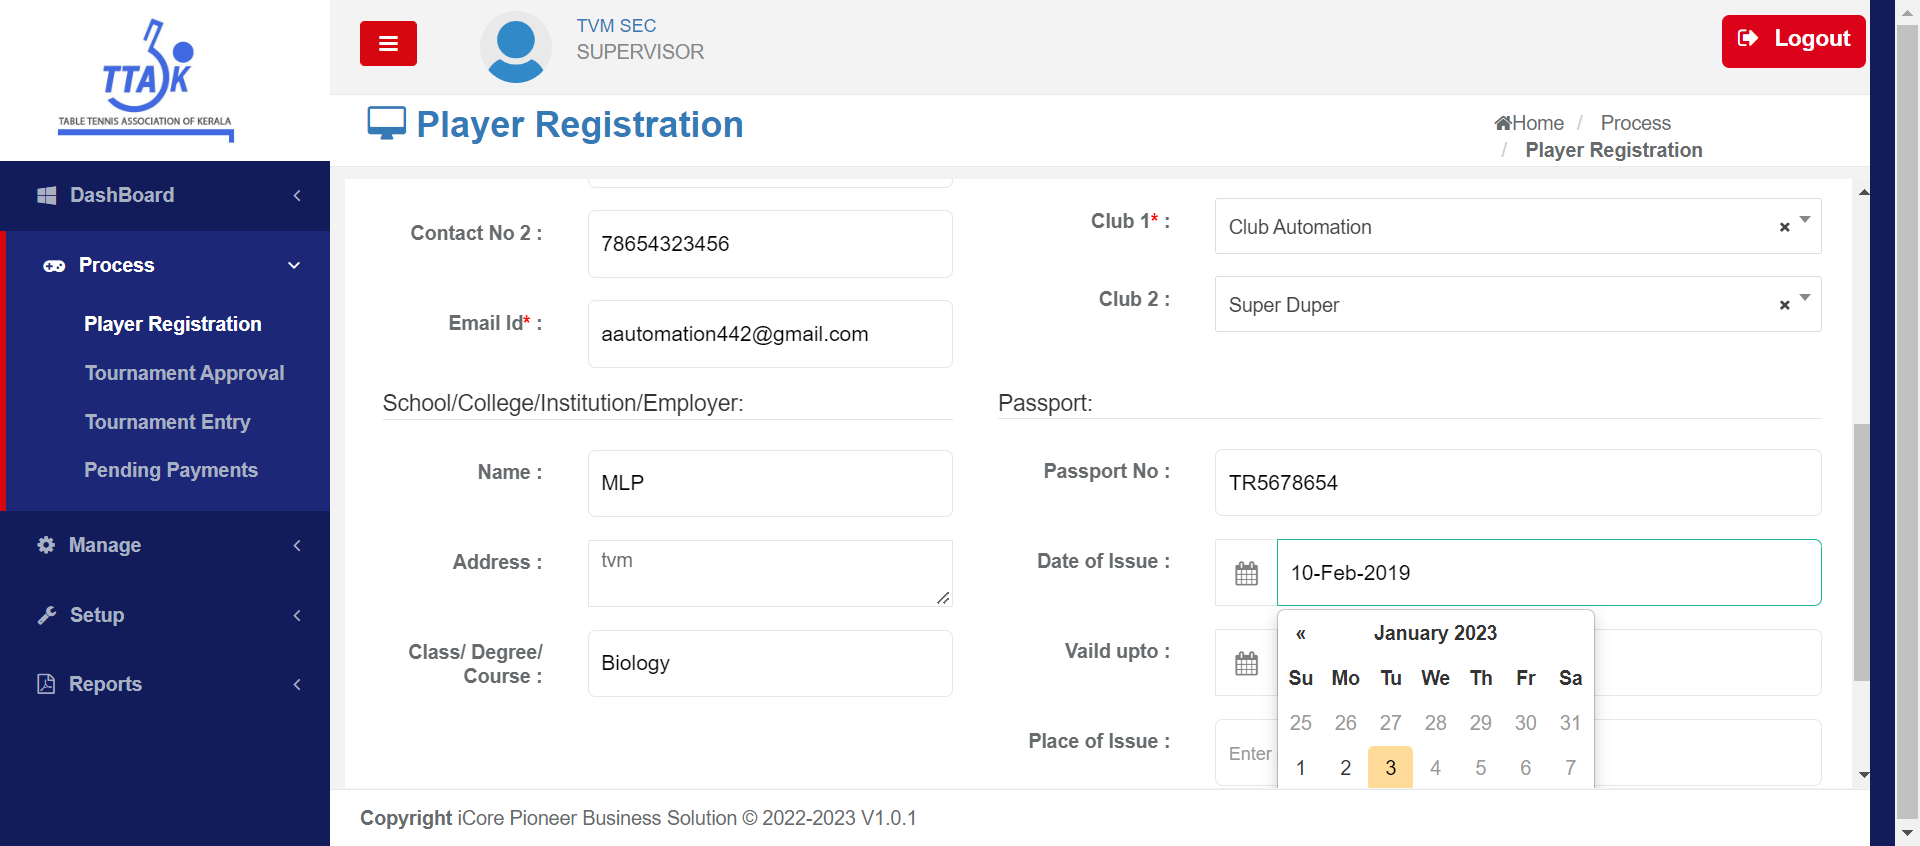 TTAK
TABLE TENNIS ASSOCIATION OF KERALA
TVM SEC
SUPERVISOR
Logout
Player Registration
Home / Process
/ Player Registration
DashBoard
Process
Player Registration
Tournament Approval
Tournament Entry
Pending Payments
Manage
Setup
Reports
Contact No 2 :
78654323456
Email Id* :
aautomation442@gmail.com
Club 1* :
Club Automation
× 
Club 2 :
Super Duper
×
School/College/Institution/Employer:
Name :
MLP
Address :
tvm
Class/ Degree/
Course :
Biology
Passport:
Passport No :
TR5678654
Date of Issue :
10-Feb-2019
Vaild upto :
Place of Issue :
Enter
« January 2023
Su Mo Tu We Th Fr Sa
25 26 27 28 29 30 31
1 2 3 4 5 6 7
Copyright iCore Pioneer Business Solution © 2022-2023 V1.0.1